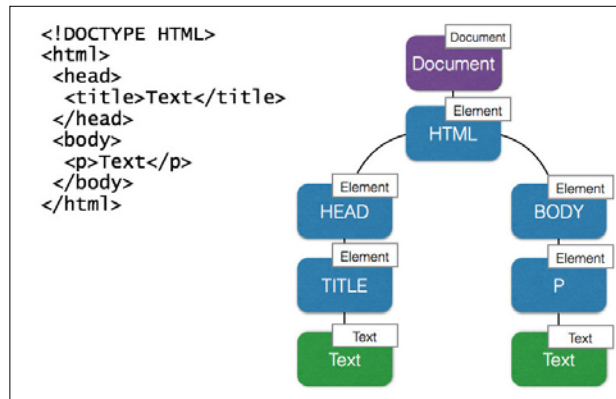 <!DOCTYPE HTML>
<html>
<head>
<title>Text</title>
</head>
<body>
<p>Text</p>
</body>
</html>
Document
Document
Element
HTML
Element
HEAD
Element
BODY
Element
TITLE
Element
P
Text
Text
Text
Text